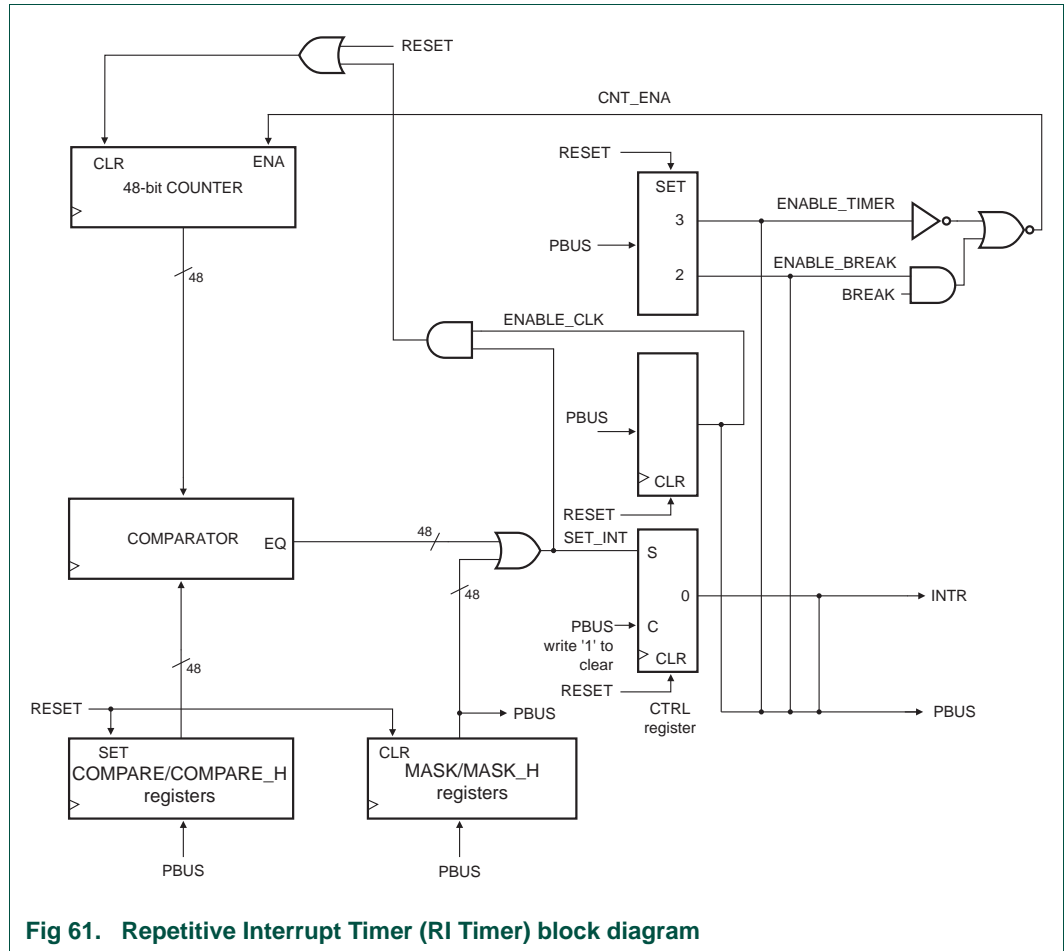 RESET
CNT_ENA
CLR
ENA
48-bit COUNTER
RESET
SET
3
ENABLE_TIMER
PBUS
48
2
ENABLE_BREAK
BREAK
ENABLE_CLK
PBUS
CLR
RESET
COMPARATOR
EQ
48
SET_INT
S
48
0
INTR
PBUS
write '1' to
clear
C
CLR
48
RESET
RESET
PBUS
CTRL
register
PBUS
SET
COMPARE/COMPARE_H
registers
CLR
MASK/MASK_H
registers
PBUS
PBUS
Fig 61. Repetitive Interrupt Timer (RI Timer) block diagram